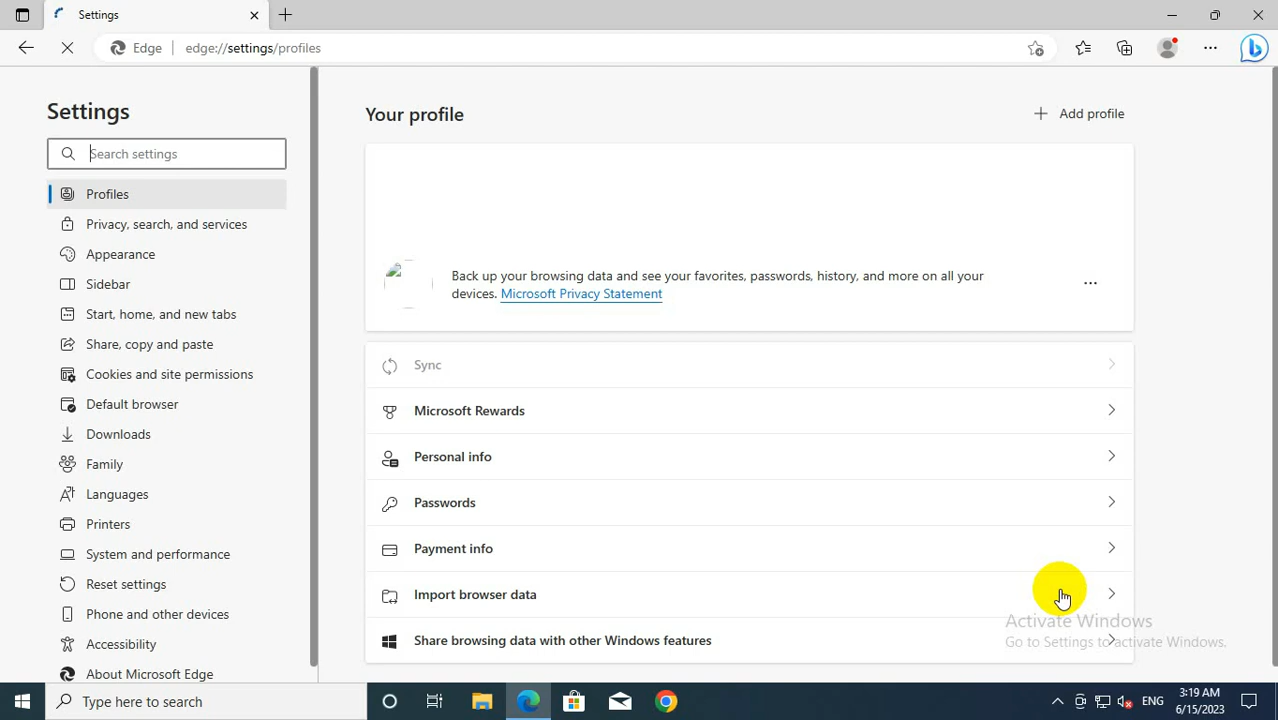 Settings
Edge
edge://settings/profiles
Settings
Search settings
Profiles
Privacy, search, and services
Appearance
Sidebar
Start, home, and new tabs
Share, copy and paste
Cookies and site permissions
Default browser
Downloads
Family
Languages
Printers
System and performance
Reset settings
Phone and other devices
Accessibility
About Microsoft Edge
Your profile
Add profile
Back up your browsing data and see your favorites, passwords, history, and more on all your
devices. Microsoft Privacy Statement
Sync
Microsoft Rewards
Personal info
Passwords
Payment info
Import browser data
Share browsing data with other Windows features
Activate Windows
Go to Settings to activate Windows.
Type here to search
ENG
3:19 AM
6/15/2023